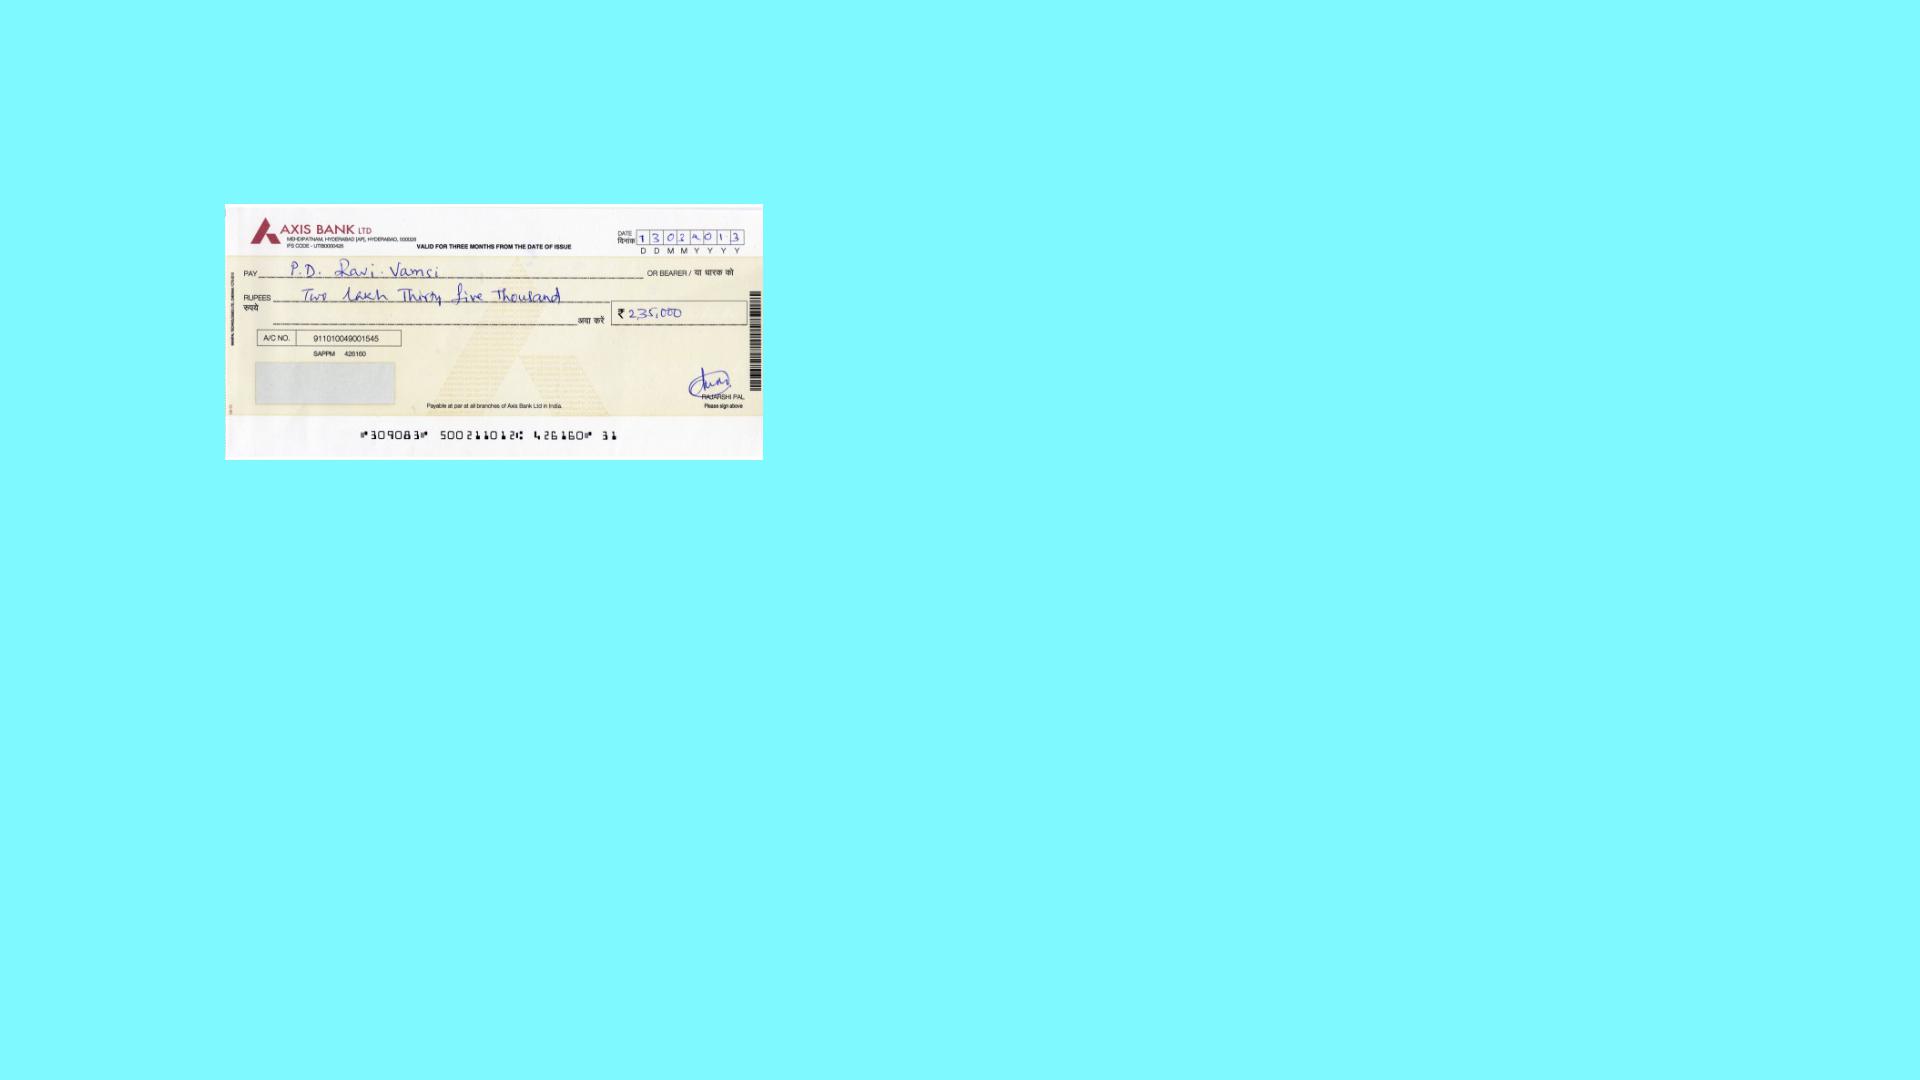 AXIS BANK LTD
MEHDIPATNAM, HYDERABAD [AP], HYDERABAD, 500028
IFS CODE - UTIB0000426
VALID FOR THREE MONTHS FROM THE DATE OF ISSUE
DATE
दिनांक 1 3 0 3 2 0 1 3
D D M M Y Y Y Y
PAY P.D. Ravi Vamsi OR BEARER / या धारक को
RUPEES Two Lakh Thirty five Thousand
रुपये
अदा करें ₹ 235,000
A/C NO. 911010049001545
SAPPM 426160
RAJARSHI PAL
Payable at par at all branches of Axis Bank Ltd in India.
Please sign above
⑈309083⑈ 500211012⑆ 426160⑈ 31